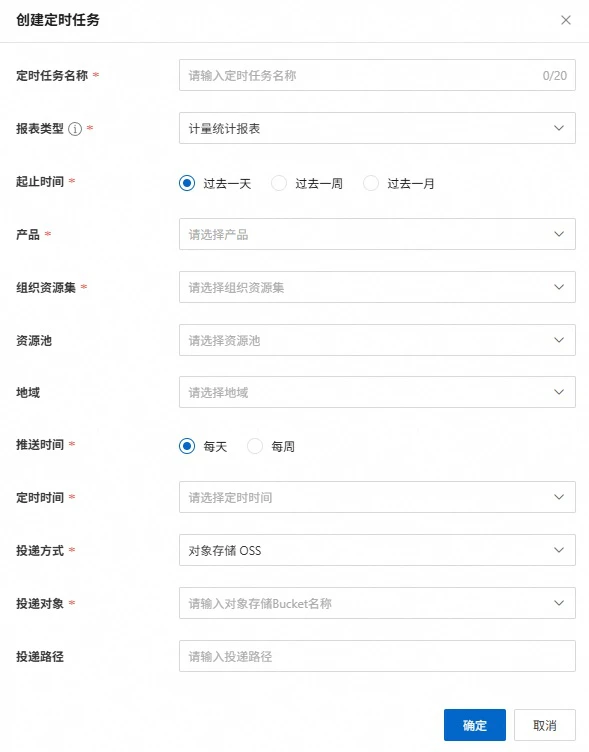 创建定时任务
定时任务名称 * 请输入定时任务名称 0/20
报表类型 * 计量统计报表
起止时间 * 过去一天 过去一周 过去一月
产品 * 请选择产品
组织资源集 * 请选择组织资源集
资源池 请选择资源池
地域 请选择地域
推送时间 * 每天 每周
定时时间 * 请选择定时时间
投递方式 * 对象存储 OSS
投递对象 * 请输入对象存储Bucket名称
投递路径 请输入投递路径
确定 取消